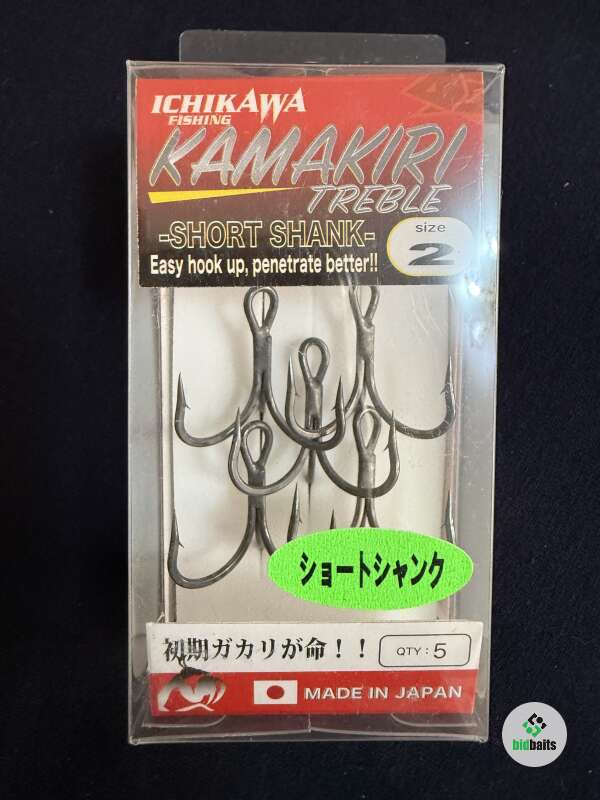 ICHIKAWA
FISHING
KAMAKIRI
TREBLE
-SHORT SHANK-
Easy hook up, penetrate better!!
size
2
ショートシャンク
初期ガカリが命！！
QTY : 5
MADE IN JAPAN
bidbaits